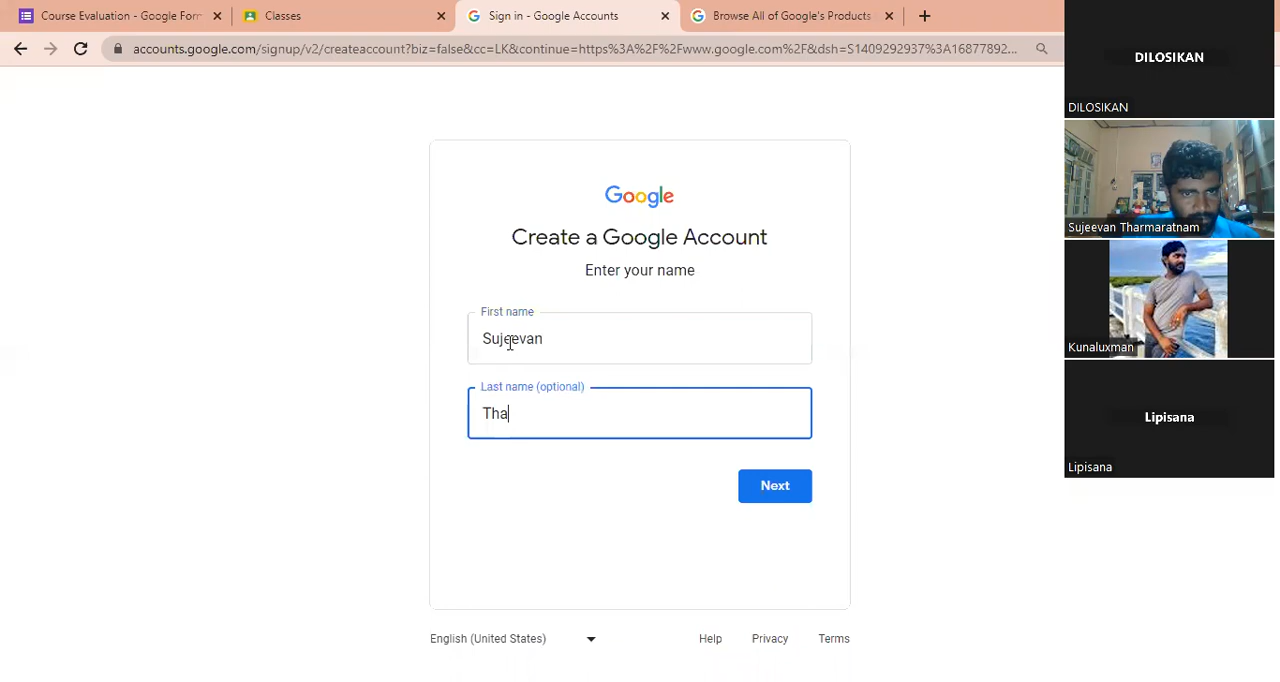 Course Evaluation - Google Forn
Classes
Sign in - Google Accounts
Browse All of Google's Products
accounts.google.com/signup/v2/createaccount?biz=false&cc=LK&continue=https%3A%2F%2Fwww.google.com%2F&dsh=S1409292937%3A16877892...
Google
Create a Google Account
Enter your name
First name
Sujeevan
Last name (optional)
Tha
Next
English (United States)
Help
Privacy
Terms
DILOSIKAN
DILOSIKAN
Sujeevan Tharmaratnam
Kunaluxman
Lipisana
Lipisana